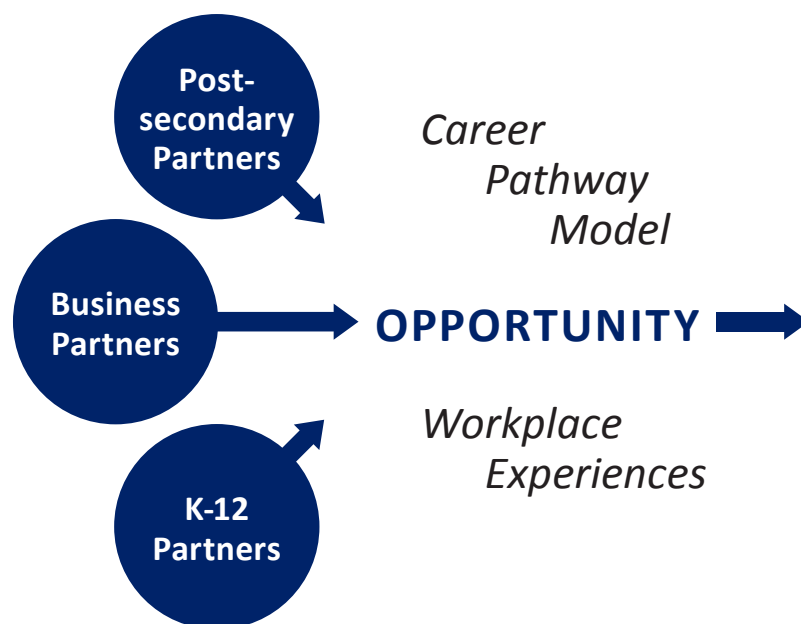 Post-
secondary
Partners
Career
Pathway
Model
Business
Partners
OPPORTUNITY
Workplace
Experiences
K-12
Partners